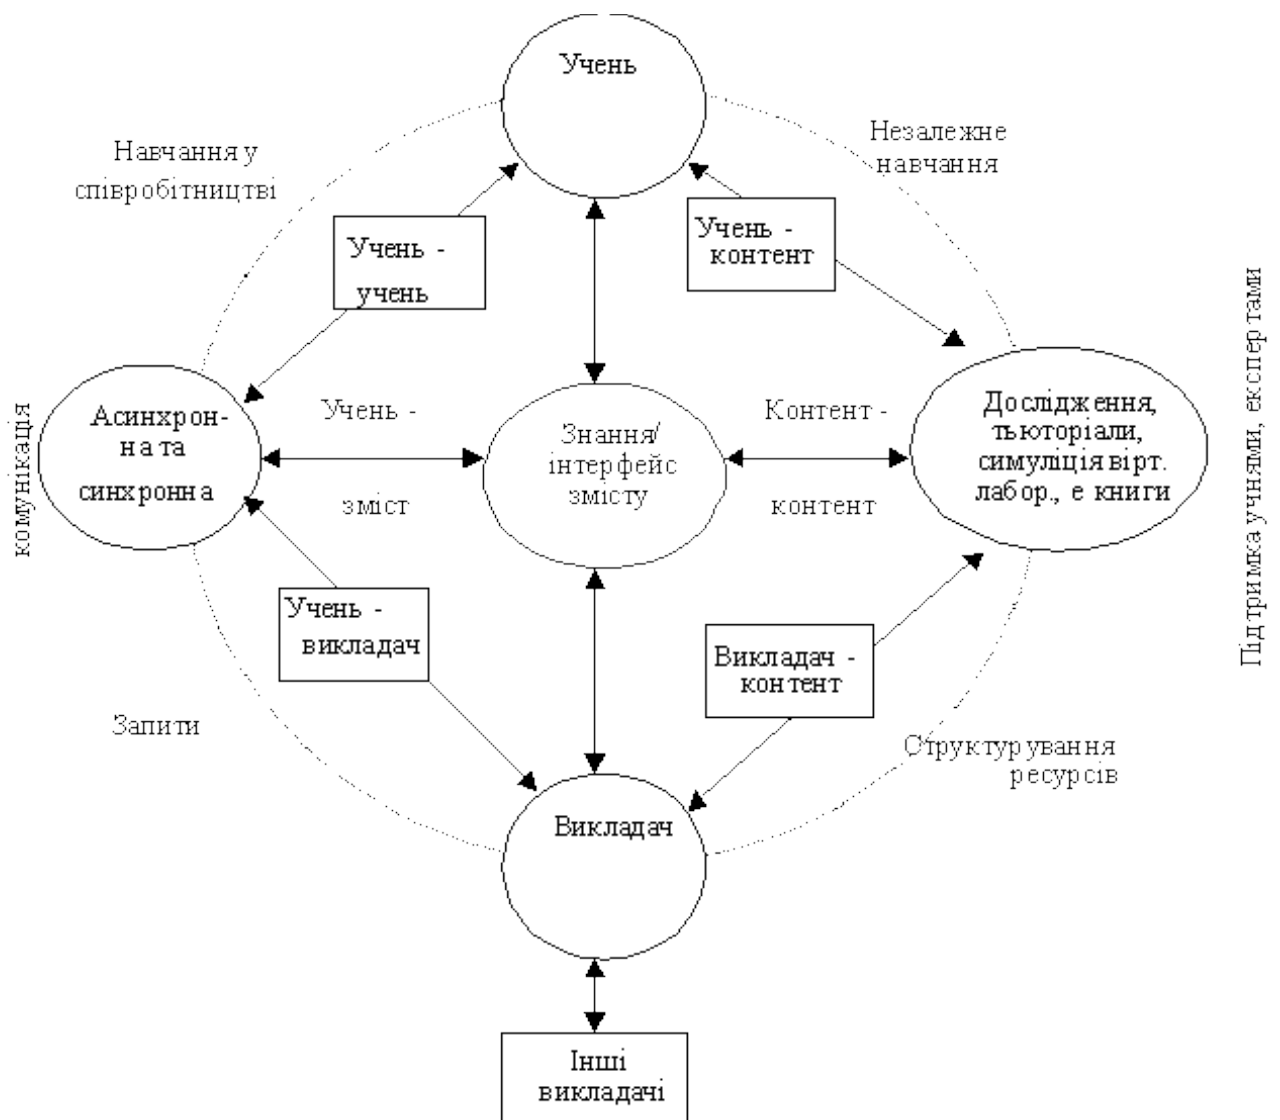 Учень
Навчання у
співробітництві
Незалежне
навчання
Учень -
учень
Учень -
контент
Підтримка учнями, експертами
комунікація
Асинхрон-
на та
синхронна
Учень -
зміст
Знання/
інтерфейс
змісту
Контент -
контент
Дослідження,
тьюторіали,
симуліція вірт.
лабор., е книги
Учень -
викладач
Викладач -
контент
Запити
Структурування
ресурсів
Викладач
Інші
викладачі